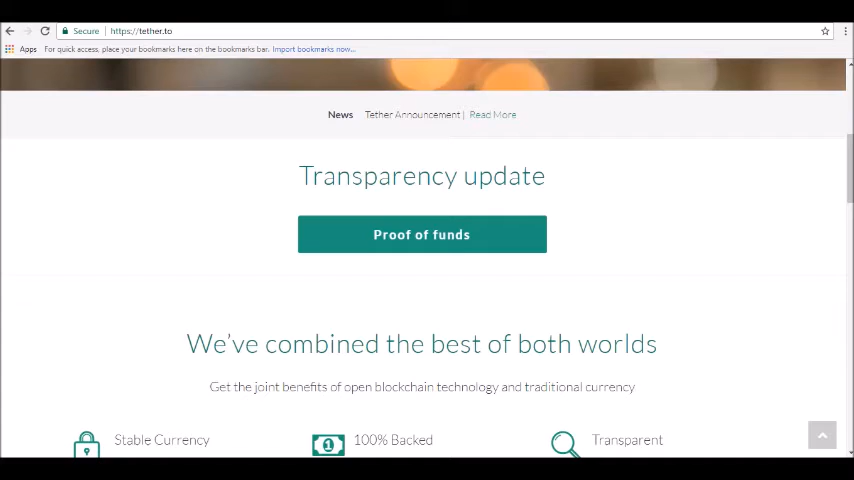 Secure https://tether.to
Apps For quick access, place your bookmarks here on the bookmarks bar. Import bookmarks now...
News Tether Announcement | Read More
Transparency update
Proof of funds
We've combined the best of both worlds
Get the joint benefits of open blockchain technology and traditional currency
Stable Currency 1 100% Backed Transparent